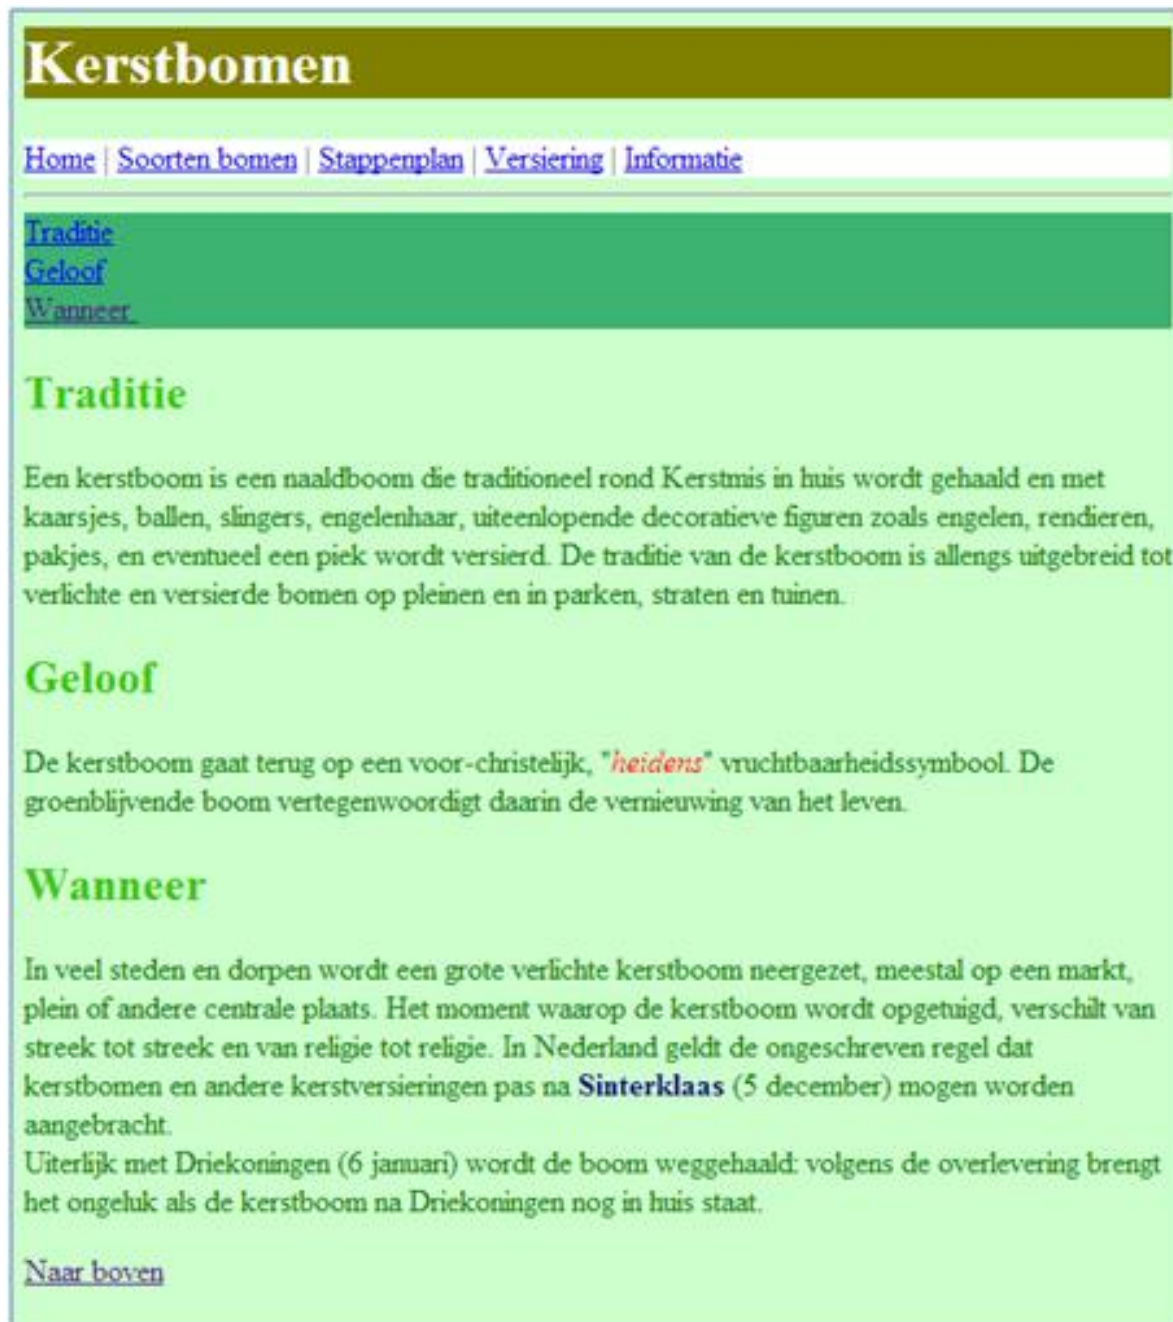 Kerstbomen
Home | Soorten bomen | Stappenplan | Versiering | Informatie
Traditie
Geloof
Wanneer
Traditie
Een kerstboom is een naaldboom die traditioneel rond Kerstmis in huis wordt gehaald en met
kaarsjes, ballen, slingers, engelenhaar, uiteenlopende decoratieve figuren zoals engelen, rendieren,
pakjes, en eventueel een piek wordt versierd. De traditie van de kerstboom is allengs uitgebreid tot
verlichte en versierde bomen op pleinen en in parken, straten en tuinen.
Geloof
De kerstboom gaat terug op een voor-christelijk, "heidens" vruchtbaarheidssymbool. De
groenblijvende boom vertegenwoordigt daarin de vernieuwing van het leven.
Wanneer
In veel steden en dorpen wordt een grote verlichte kerstboom neergezet, meestal op een markt,
plein of andere centrale plaats. Het moment waarop de kerstboom wordt opgetuigd, verschilt van
streek tot streek en van religie tot religie. In Nederland geldt de ongeschreven regel dat
kerstbomen en andere kerstversieringen pas na Sinterklaas (5 december) mogen worden
aangebracht.
Uiterlijk met Driekoningen (6 januari) wordt de boom weggehaald: volgens de overlevering brengt
het ongeluk als de kerstboom na Driekoningen nog in huis staat.
Naar boven